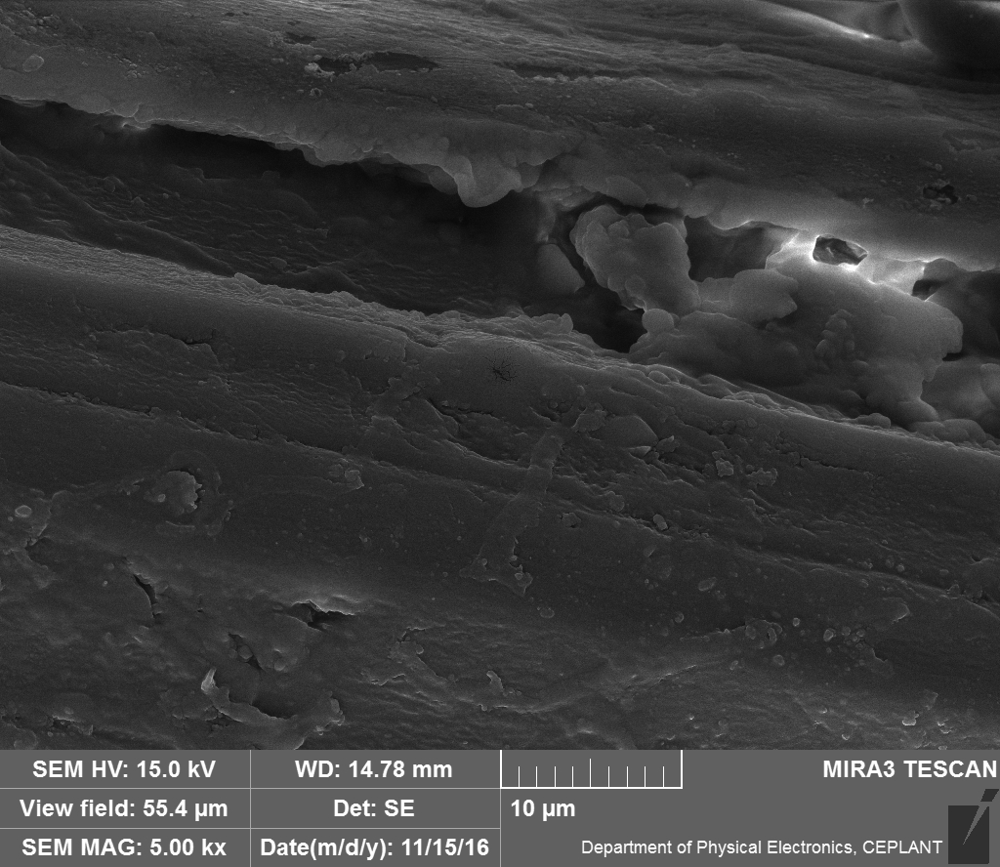 SEM HV: 15.0 kV
WD: 14.78 mm
MIRA3 TESCAN
View field: 55.4 µm
Det: SE
10 µm
SEM MAG: 5.00 kx
Date(m/d/y): 11/15/16
Department of Physical Electronics, CEPLANT